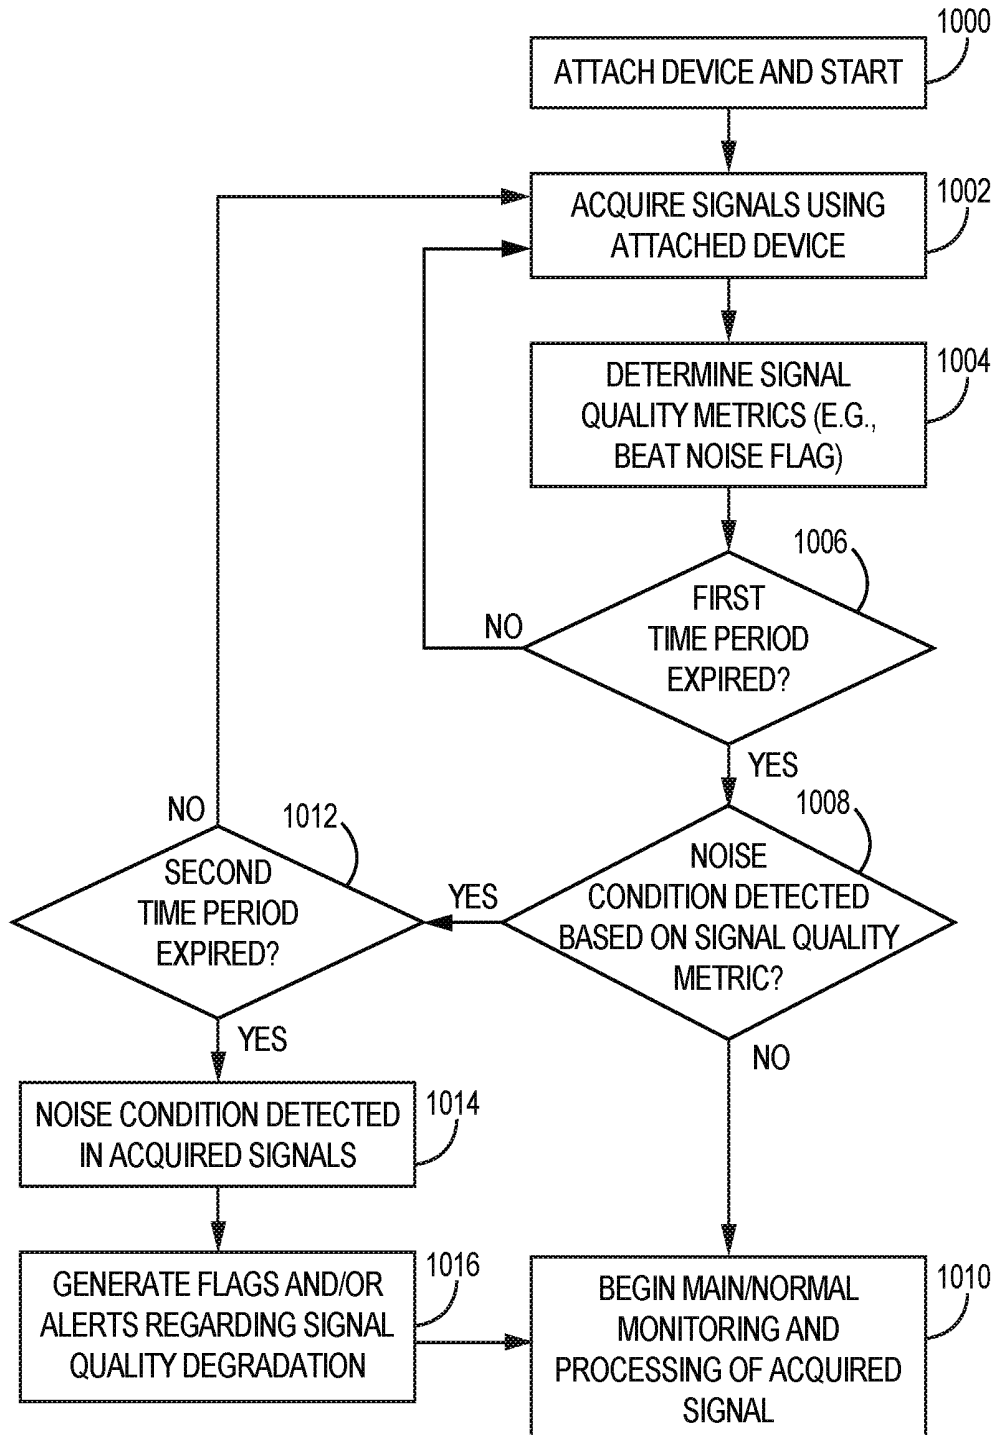 1000
ATTACH DEVICE AND START
1002
ACQUIRE SIGNALS USING
ATTACHED DEVICE
1004
DETERMINE SIGNAL
QUALITY METRICS (E.G.,
BEAT NOISE FLAG)
1006
FIRST
TIME PERIOD
EXPIRED?
NO
YES
1008
NOISE
CONDITION DETECTED
BASED ON SIGNAL QUALITY
METRIC?
YES
NO
1012
SECOND
TIME PERIOD
EXPIRED?
NO
YES
1014
NOISE CONDITION DETECTED
IN ACQUIRED SIGNALS
1016
GENERATE FLAGS AND/OR
ALERTS REGARDING SIGNAL
QUALITY DEGRADATION
1010
BEGIN MAIN/NORMAL
MONITORING AND
PROCESSING OF ACQUIRED
SIGNAL